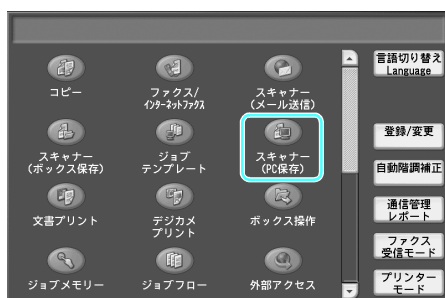 コピー
ファクス/
インターネットファクス
スキャナー
(メール送信)
言語切り替え
Language
スキャナー
(ボックス保存)
ジョブ
テンプレート
スキャナー
(PC保存)
登録/変更
自動階調補正
文書プリント
デジカメ
プリント
ボックス操作
通信管理
レポート
ファクス
受信モード
ジョブメモリー
ジョブフロー
外部アクセス
プリンター
モード